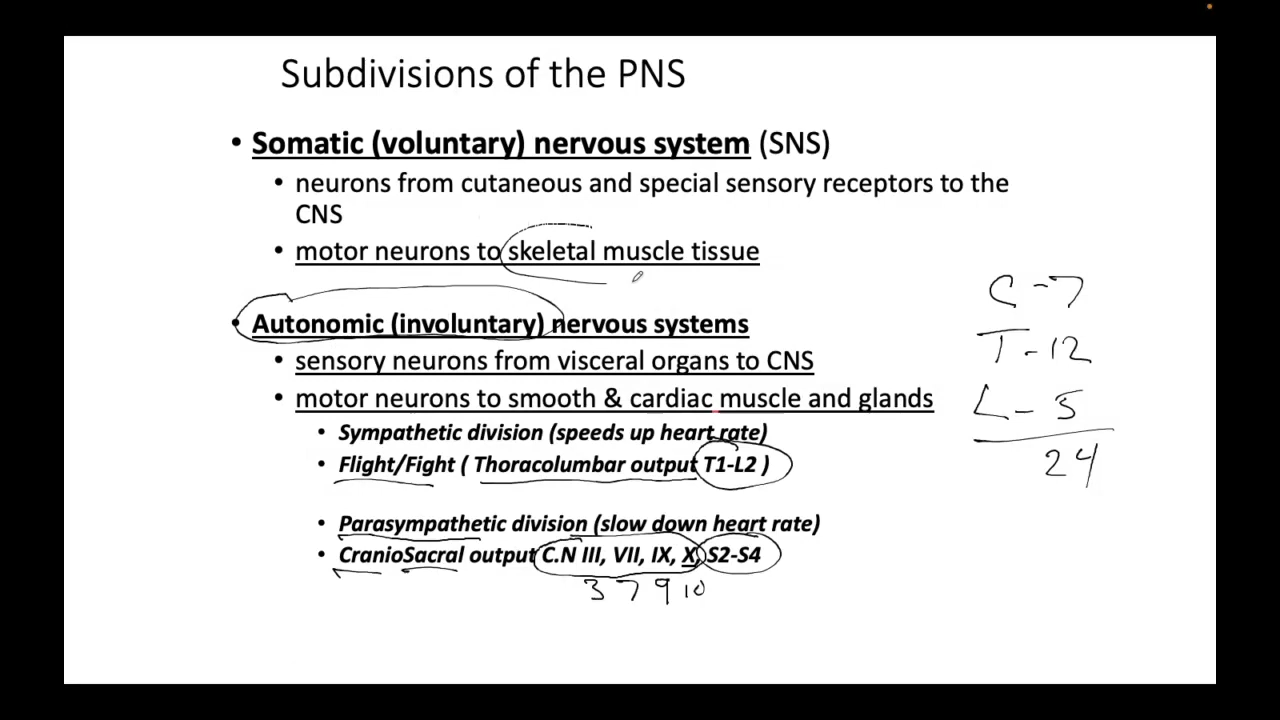 Subdivisions of the PNS
• Somatic (voluntary) nervous system (SNS)
• neurons from cutaneous and special sensory receptors to the
CNS
• motor neurons to skeletal muscle tissue
• Autonomic (involuntary) nervous systems
• sensory neurons from visceral organs to CNS
• motor neurons to smooth & cardiac muscle and glands
• Sympathetic division (speeds up heart rate)
• Flight/Fight ( Thoracolumbar output T1-L2 )
• Parasympathetic division (slow down heart rate)
• CranioSacral output C.N III, VII, IX, X, S2-S4
3 7 9 10
C - 7
T - 12
L - 5
24